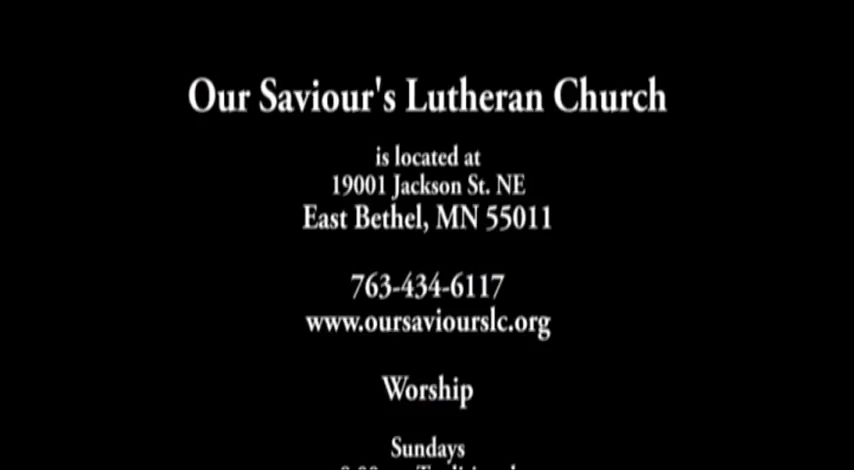 Our Saviour's Lutheran Church
is located at
19001 Jackson St. NE
East Bethel, MN 55011
763-434-6117
www.oursaviourslc.org
Worship
Sundays